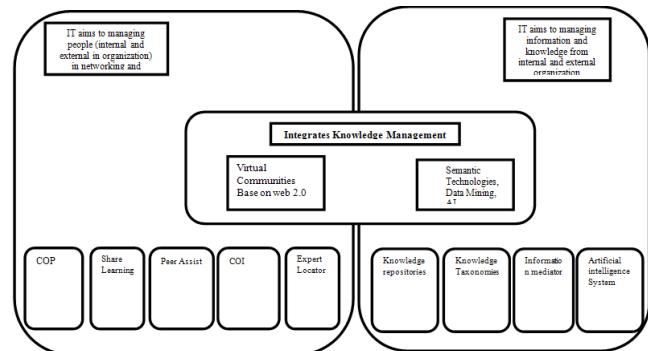 IT aims to managing
people (internal and
external in organization)
in networking and
IT aims to managing
information and
knowledge from
internal and external
organization
Integrates Knowledge Management
Virtual
Communities
Base on web 2.0
Semantic
Technologies,
Data Mining,
COP
Share
Learning
Peer Assist
COI
Expert
Locator
Knowledge
repositories
Knowledge
Taxonomies
Informatio
n mediator
Artificial
intelligence
System